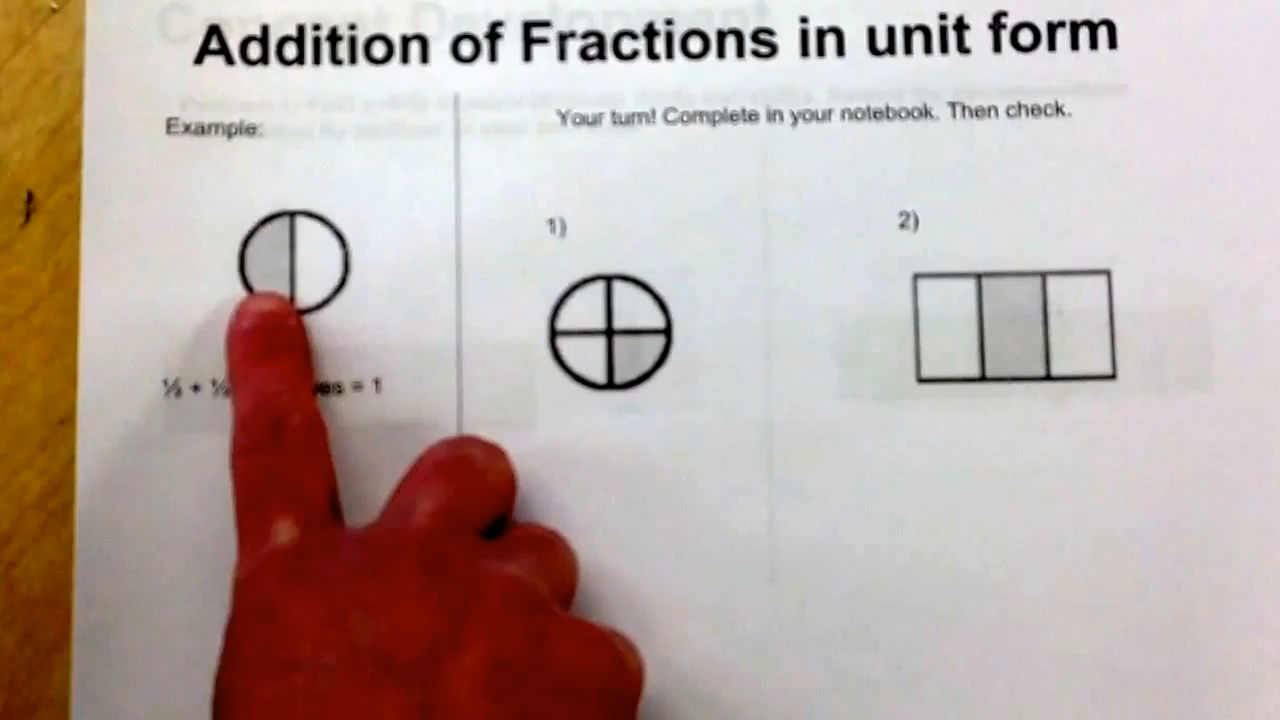 Addition of Fractions in unit form
Example:
Your turn! Complete in your notebook. Then check.
1)
2)
½ + ½ = 1